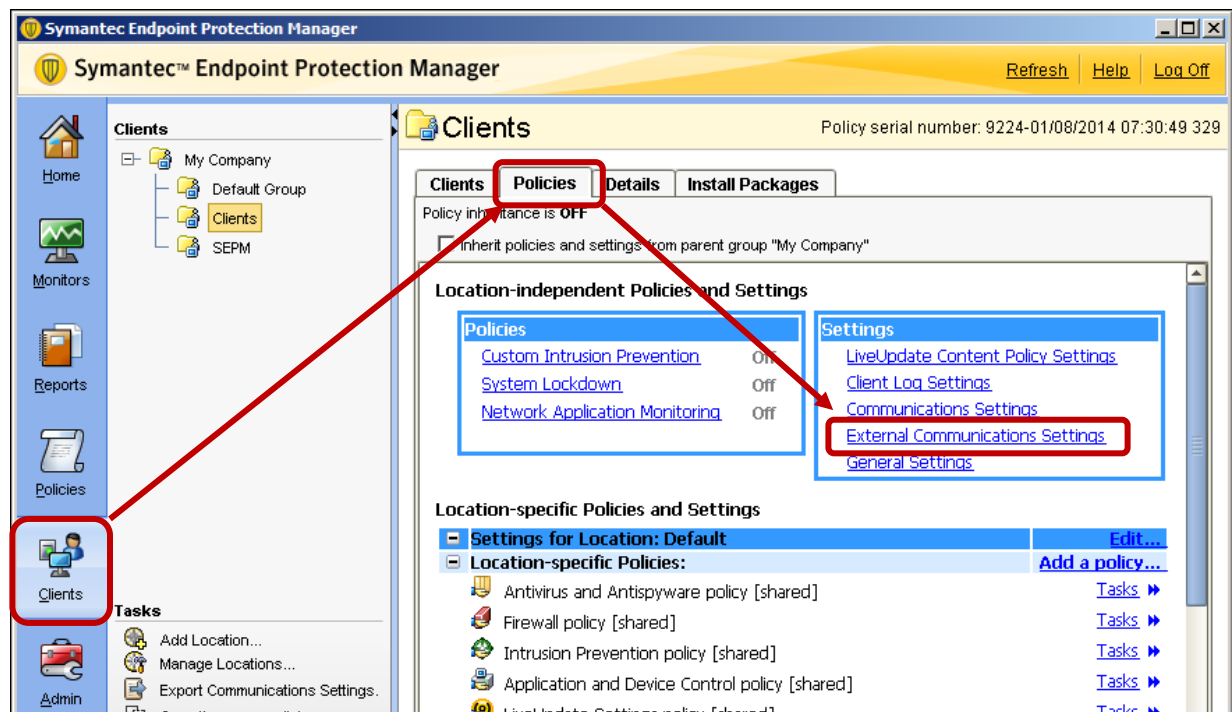 Symantec Endpoint Protection Manager
Symantec™ Endpoint Protection Manager
Refresh Help Log Off
Home
Monitors
Reports
Policies
Clients
Admin
Clients
My Company
Default Group
Clients
SEPM
Tasks
Add Location...
Manage Locations...
Export Communications Settings.
Clients
Policy serial number: 9224-01/08/2014 07:30:49 329
Clients Policies Details Install Packages
Policy inheritance is OFF
Inherit policies and settings from parent group "My Company"
Location-independent Policies and Settings
Policies
Custom Intrusion Prevention Off
System Lockdown Off
Network Application Monitoring Off
Settings
LiveUpdate Content Policy Settings
Client Log Settings
Communications Settings
External Communications Settings
General Settings
Location-specific Policies and Settings
Settings for Location: Default Edit...
Location-specific Policies: Add a policy...
Antivirus and Antispyware policy [shared] Tasks
Firewall policy [shared] Tasks
Intrusion Prevention policy [shared] Tasks
Application and Device Control policy [shared] Tasks
LiveUpdate Settings policy [shared] Tasks